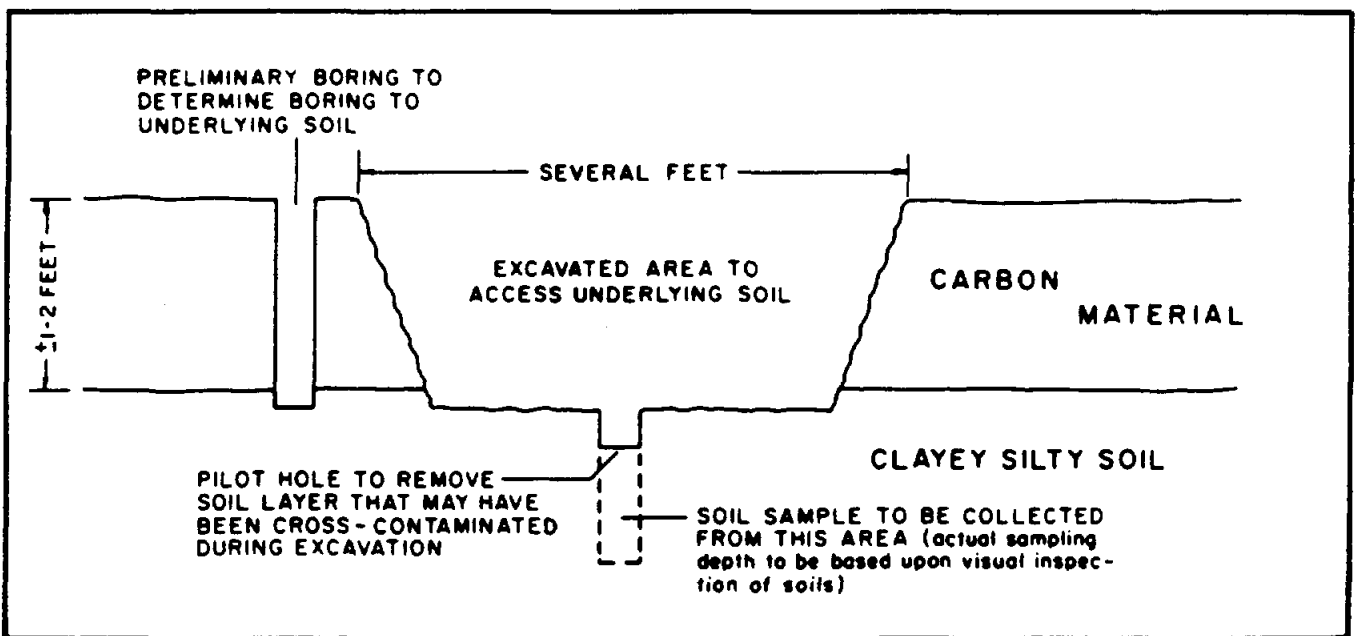 PRELIMINARY BORING TO
DETERMINE BORING TO
UNDERLYING SOIL
SEVERAL FEET
±1-2 FEET
EXCAVATED AREA TO
ACCESS UNDERLYING SOIL
CARBON
MATERIAL
CLAYEY SILTY SOIL
PILOT HOLE TO REMOVE
SOIL LAYER THAT MAY HAVE
BEEN CROSS-CONTAMINATED
DURING EXCAVATION
SOIL SAMPLE TO BE COLLECTED
FROM THIS AREA (actual sampling
depth to be based upon visual inspec-
tion of soils)